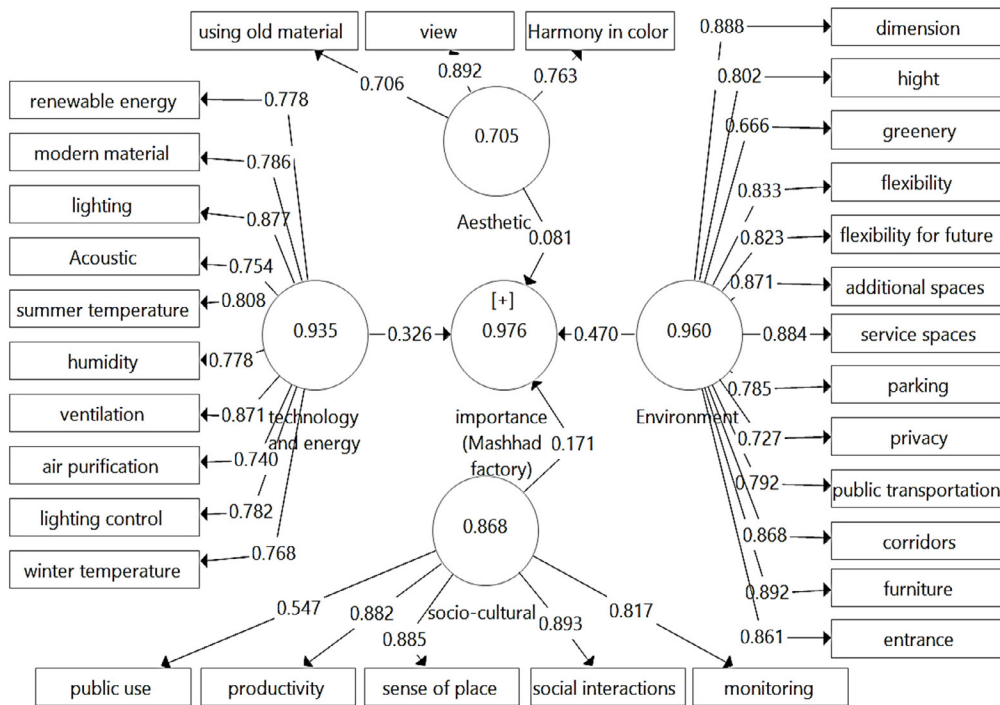 using old material
view
Harmony in color
0.706
0.892
0.763
0.705
Aesthetic
0.081
renewable energy
0.778
modern material
0.786
lighting
0.877
Acoustic
0.754
summer temperature
0.808
humidity
0.778
ventilation
0.871
air purification
0.740
lighting control
0.782
winter temperature
0.768
0.935
technology
and energy
0.326
[+]
0.976
importance
(Mashhad
factory)
0.470
0.960
Environment
0.888
dimension
0.802
hight
0.666
greenery
0.833
flexibility
0.823
flexibility for future
0.871
additional spaces
0.884
service spaces
0.785
parking
0.727
privacy
0.792
public transportation
0.868
corridors
0.892
furniture
0.861
entrance
0.171
0.868
socio-cultural
0.547
0.882
0.885
0.893
0.817
public use
productivity
sense of place
social interactions
monitoring